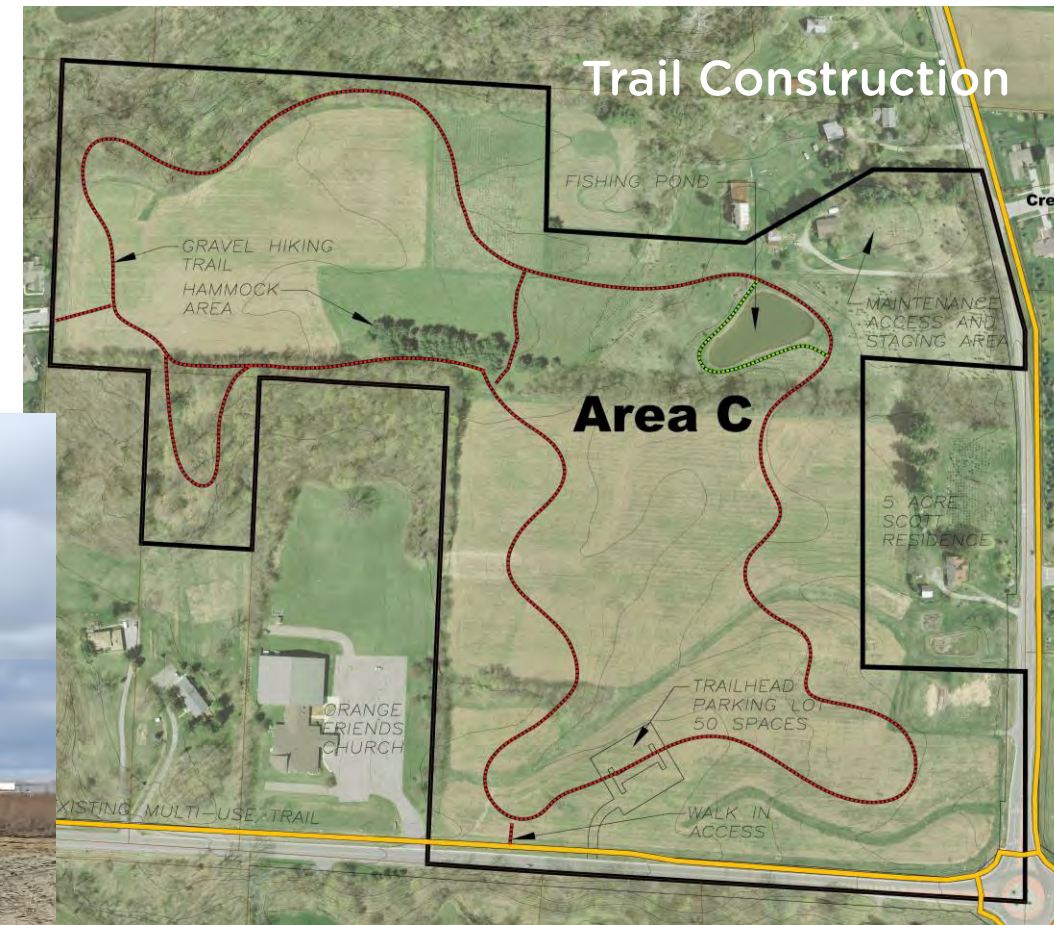 Trail Construction
FISHING POND
Cre
GRAVEL HIKING
TRAIL
HAMMOCK
AREA
MAINTENANCE
ACCESS AND
STAGING AREA
Area C
5 ACRE
SCOTT
RESIDENCE
TRAILHEAD
PARKING LOT
50 SPACES
ORANGE
FRIENDS
CHURCH
XISTING MULTI-USE TRAIL
WALK IN
ACCESS